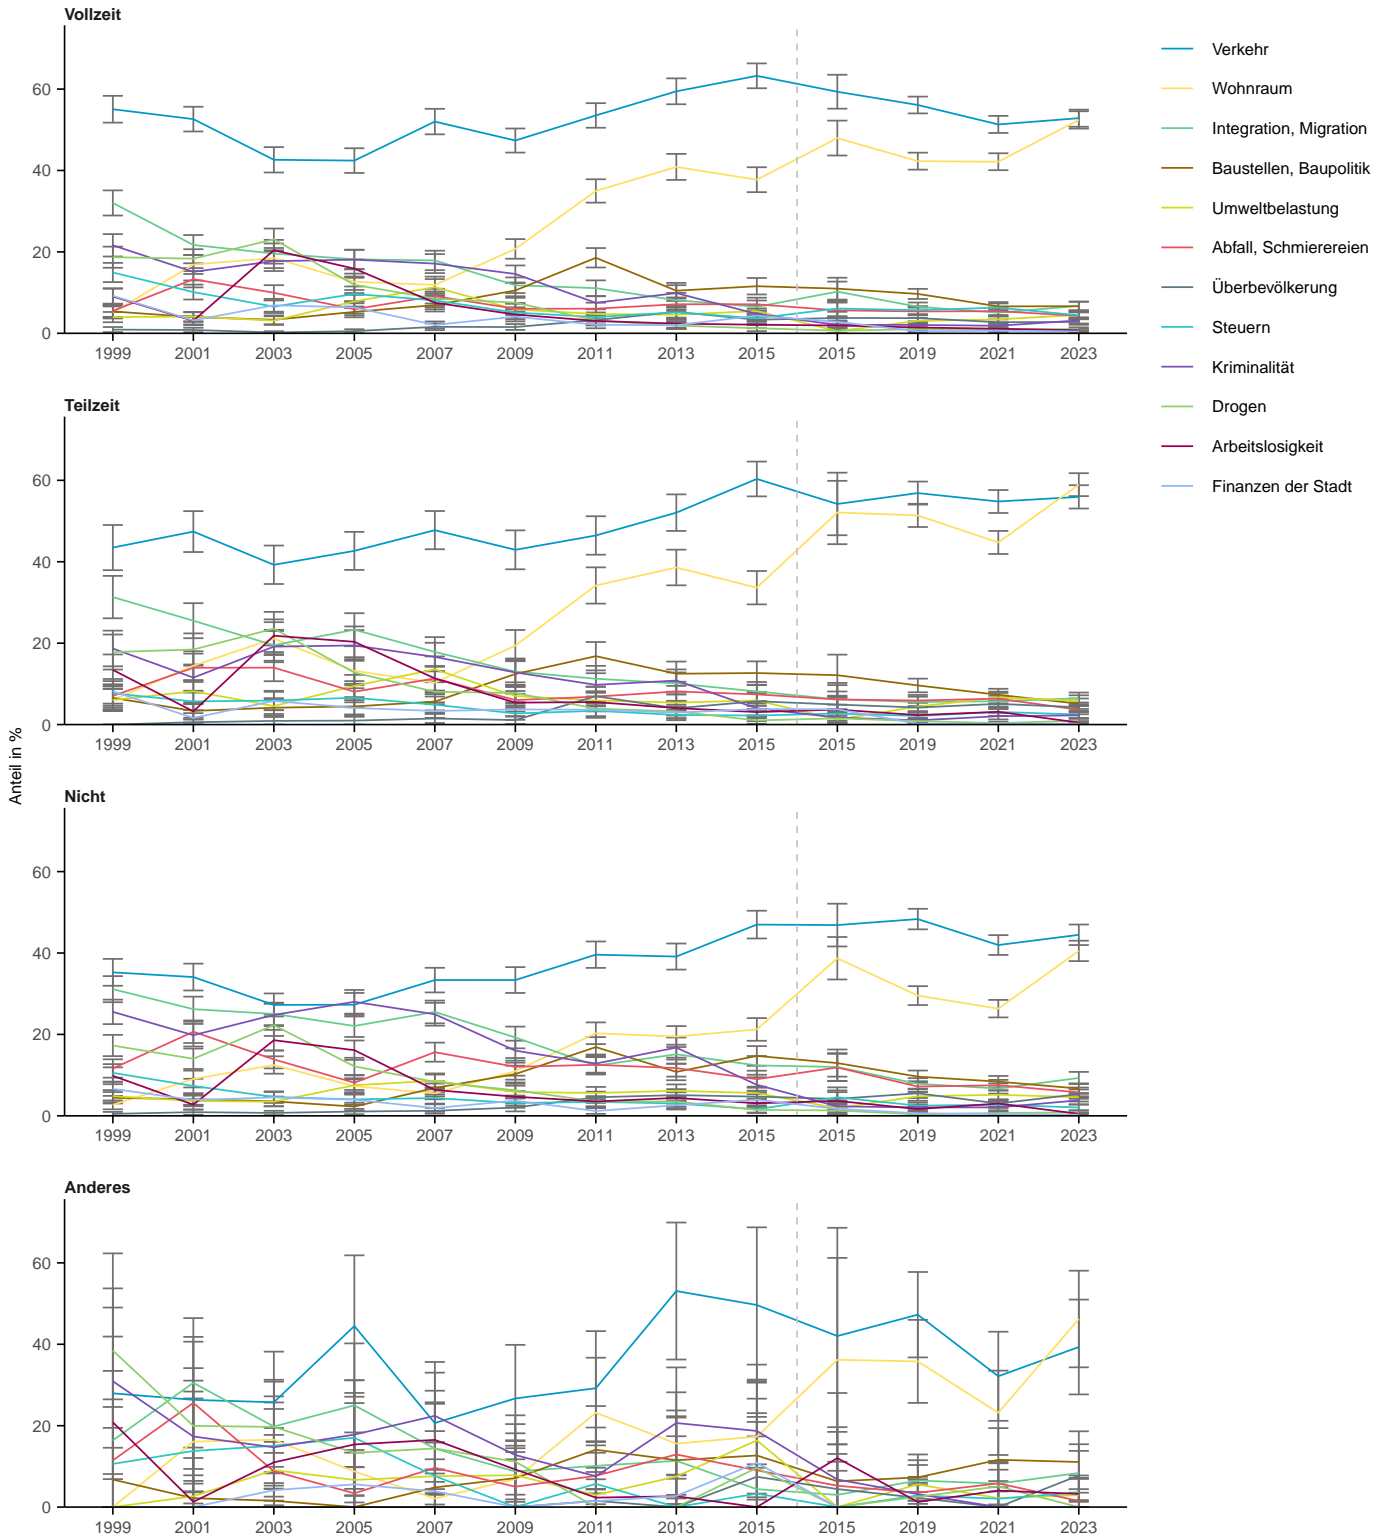 Vollzeit
60
40
20
0
1999 2001 2003 2005 2007 2009 2011 2013 2015 2015 2019 2021 2023
Teilzeit
60
40
20
0
1999 2001 2003 2005 2007 2009 2011 2013 2015 2015 2019 2021 2023
Anteil in %
Nicht
60
40
20
0
1999 2001 2003 2005 2007 2009 2011 2013 2015 2015 2019 2021 2023
Anderes
60
40
20
0
1999 2001 2003 2005 2007 2009 2011 2013 2015 2015 2019 2021 2023
Verkehr
Wohnraum
Integration, Migration
Baustellen, Baupolitik
Umweltbelastung
Abfall, Schmierereien
Überbevölkerung
Steuern
Kriminalität
Drogen
Arbeitslosigkeit
Finanzen der Stadt